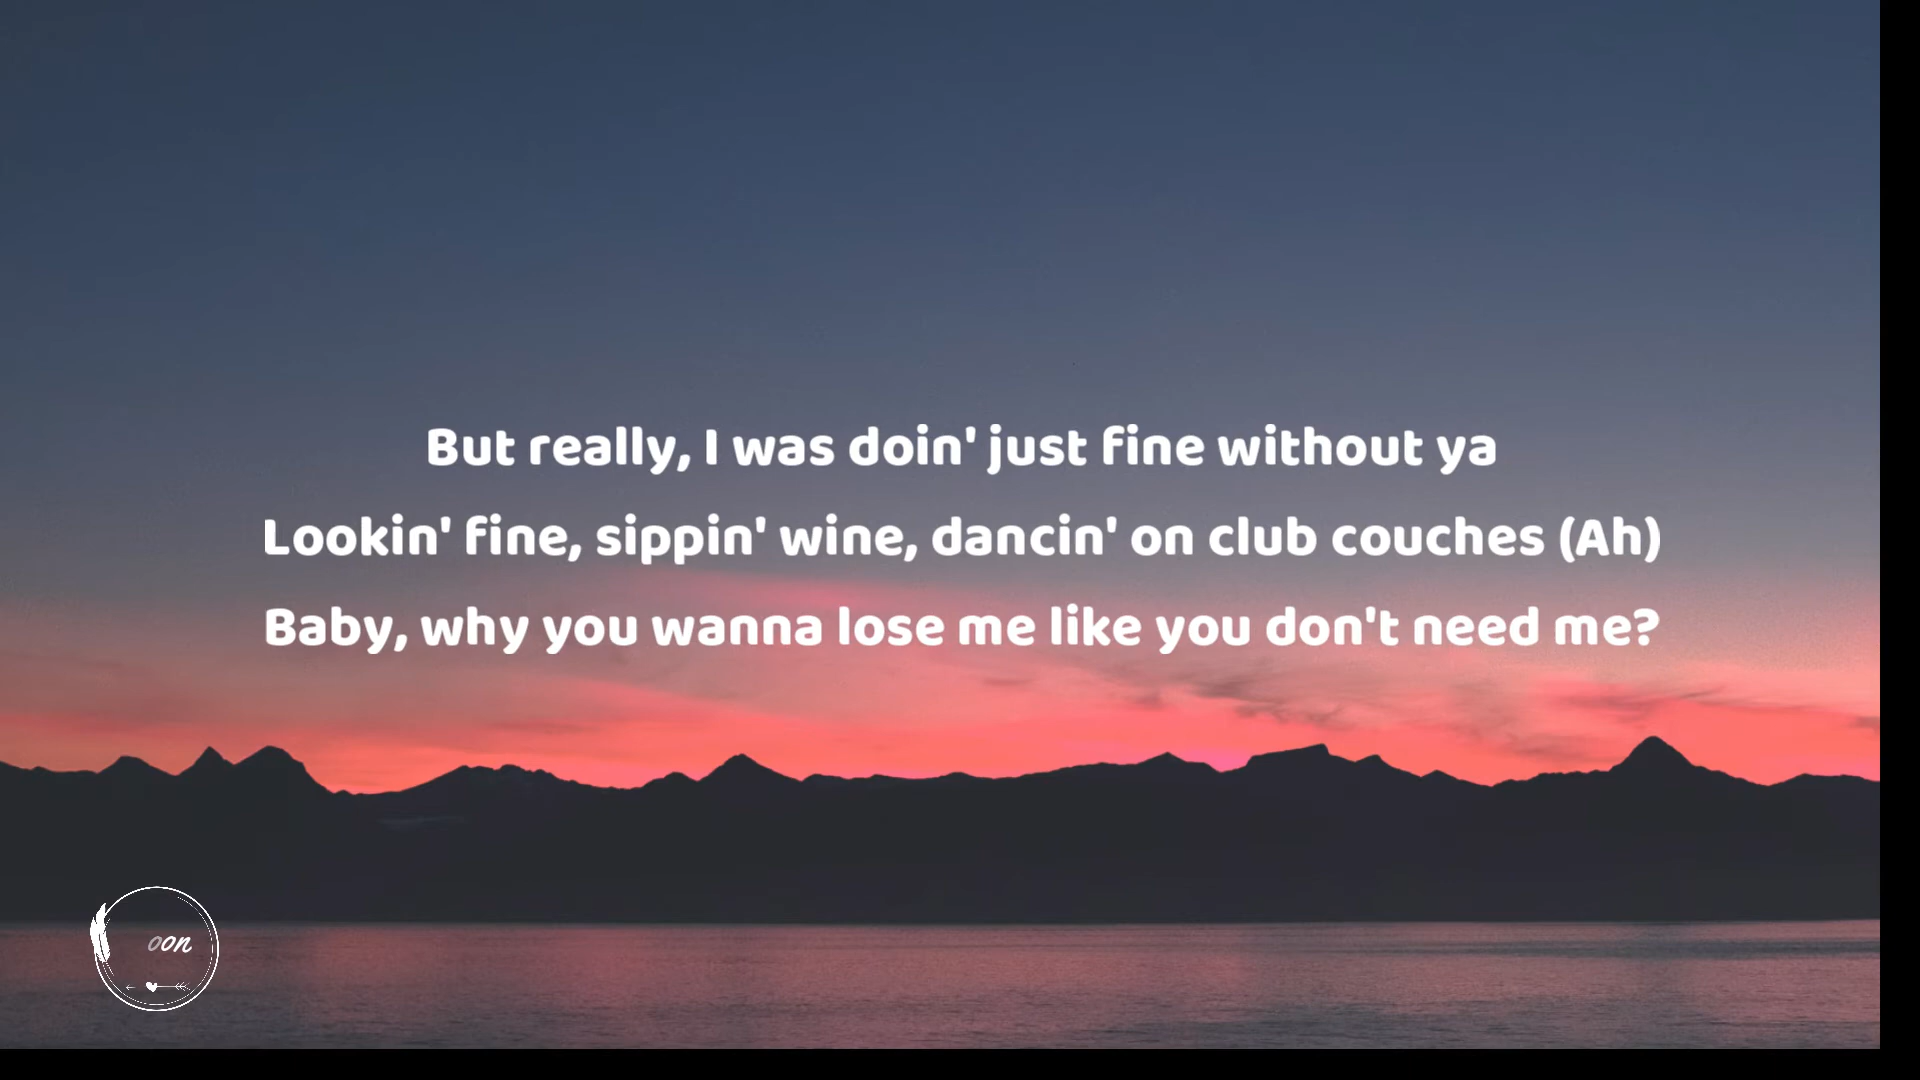 But really, I was doin' just fine without ya
Lookin' fine, sippin' wine, dancin' on club couches (Ah)
Baby, why you wanna lose me like you don't need me?
oon